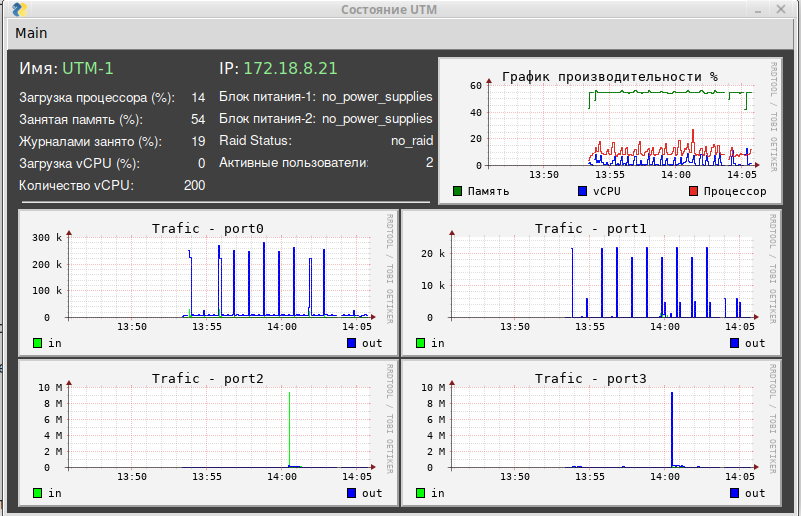 Состояние UTM
Main
Имя: UTM-1
IP: 172.18.8.21
Загрузка процессора (%): 14
Занятая память (%): 54
Журналами занято (%): 19
Загрузка vCPU (%): 0
Количество vCPU: 200
Блок питания-1: no_power_supplies
Блок питания-2: no_power_supplies
Raid Status: no_raid
Активные пользователи: 2
График производительности %
60
40
20
0
13:50 13:55 14:00 14:05
Память vCPU Процессор
RRDTOOL / TOBI OETIKER
Trafic - port0
300 k
200 k
100 k
0
13:50 13:55 14:00 14:05
in out
RRDTOOL / TOBI OETIKER
Trafic - port1
20 k
10 k
0
13:50 13:55 14:00 14:05
in out
RRDTOOL / TOBI OETIKER
Trafic - port2
10 M
8 M
6 M
4 M
2 M
0
13:50 13:55 14:00 14:05
in out
RRDTOOL / TOBI OETIKER
Trafic - port3
10 M
8 M
6 M
4 M
2 M
0
13:50 13:55 14:00 14:05
in out
RRDTOOL / TOBI OETIKER